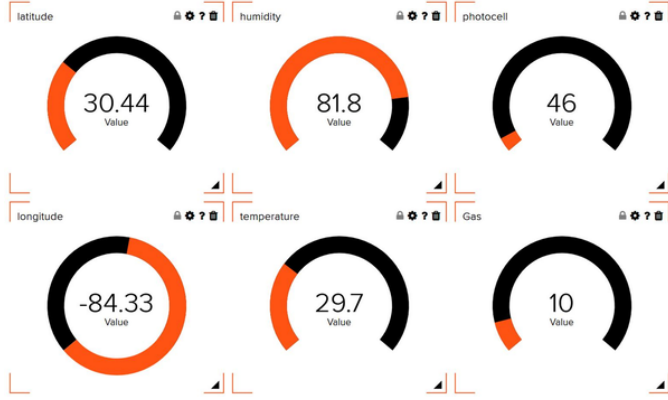 latitude
30.44
Value
humidity
81.8
Value
photocell
46
Value
longitude
-84.33
Value
temperature
29.7
Value
Gas
10
Value